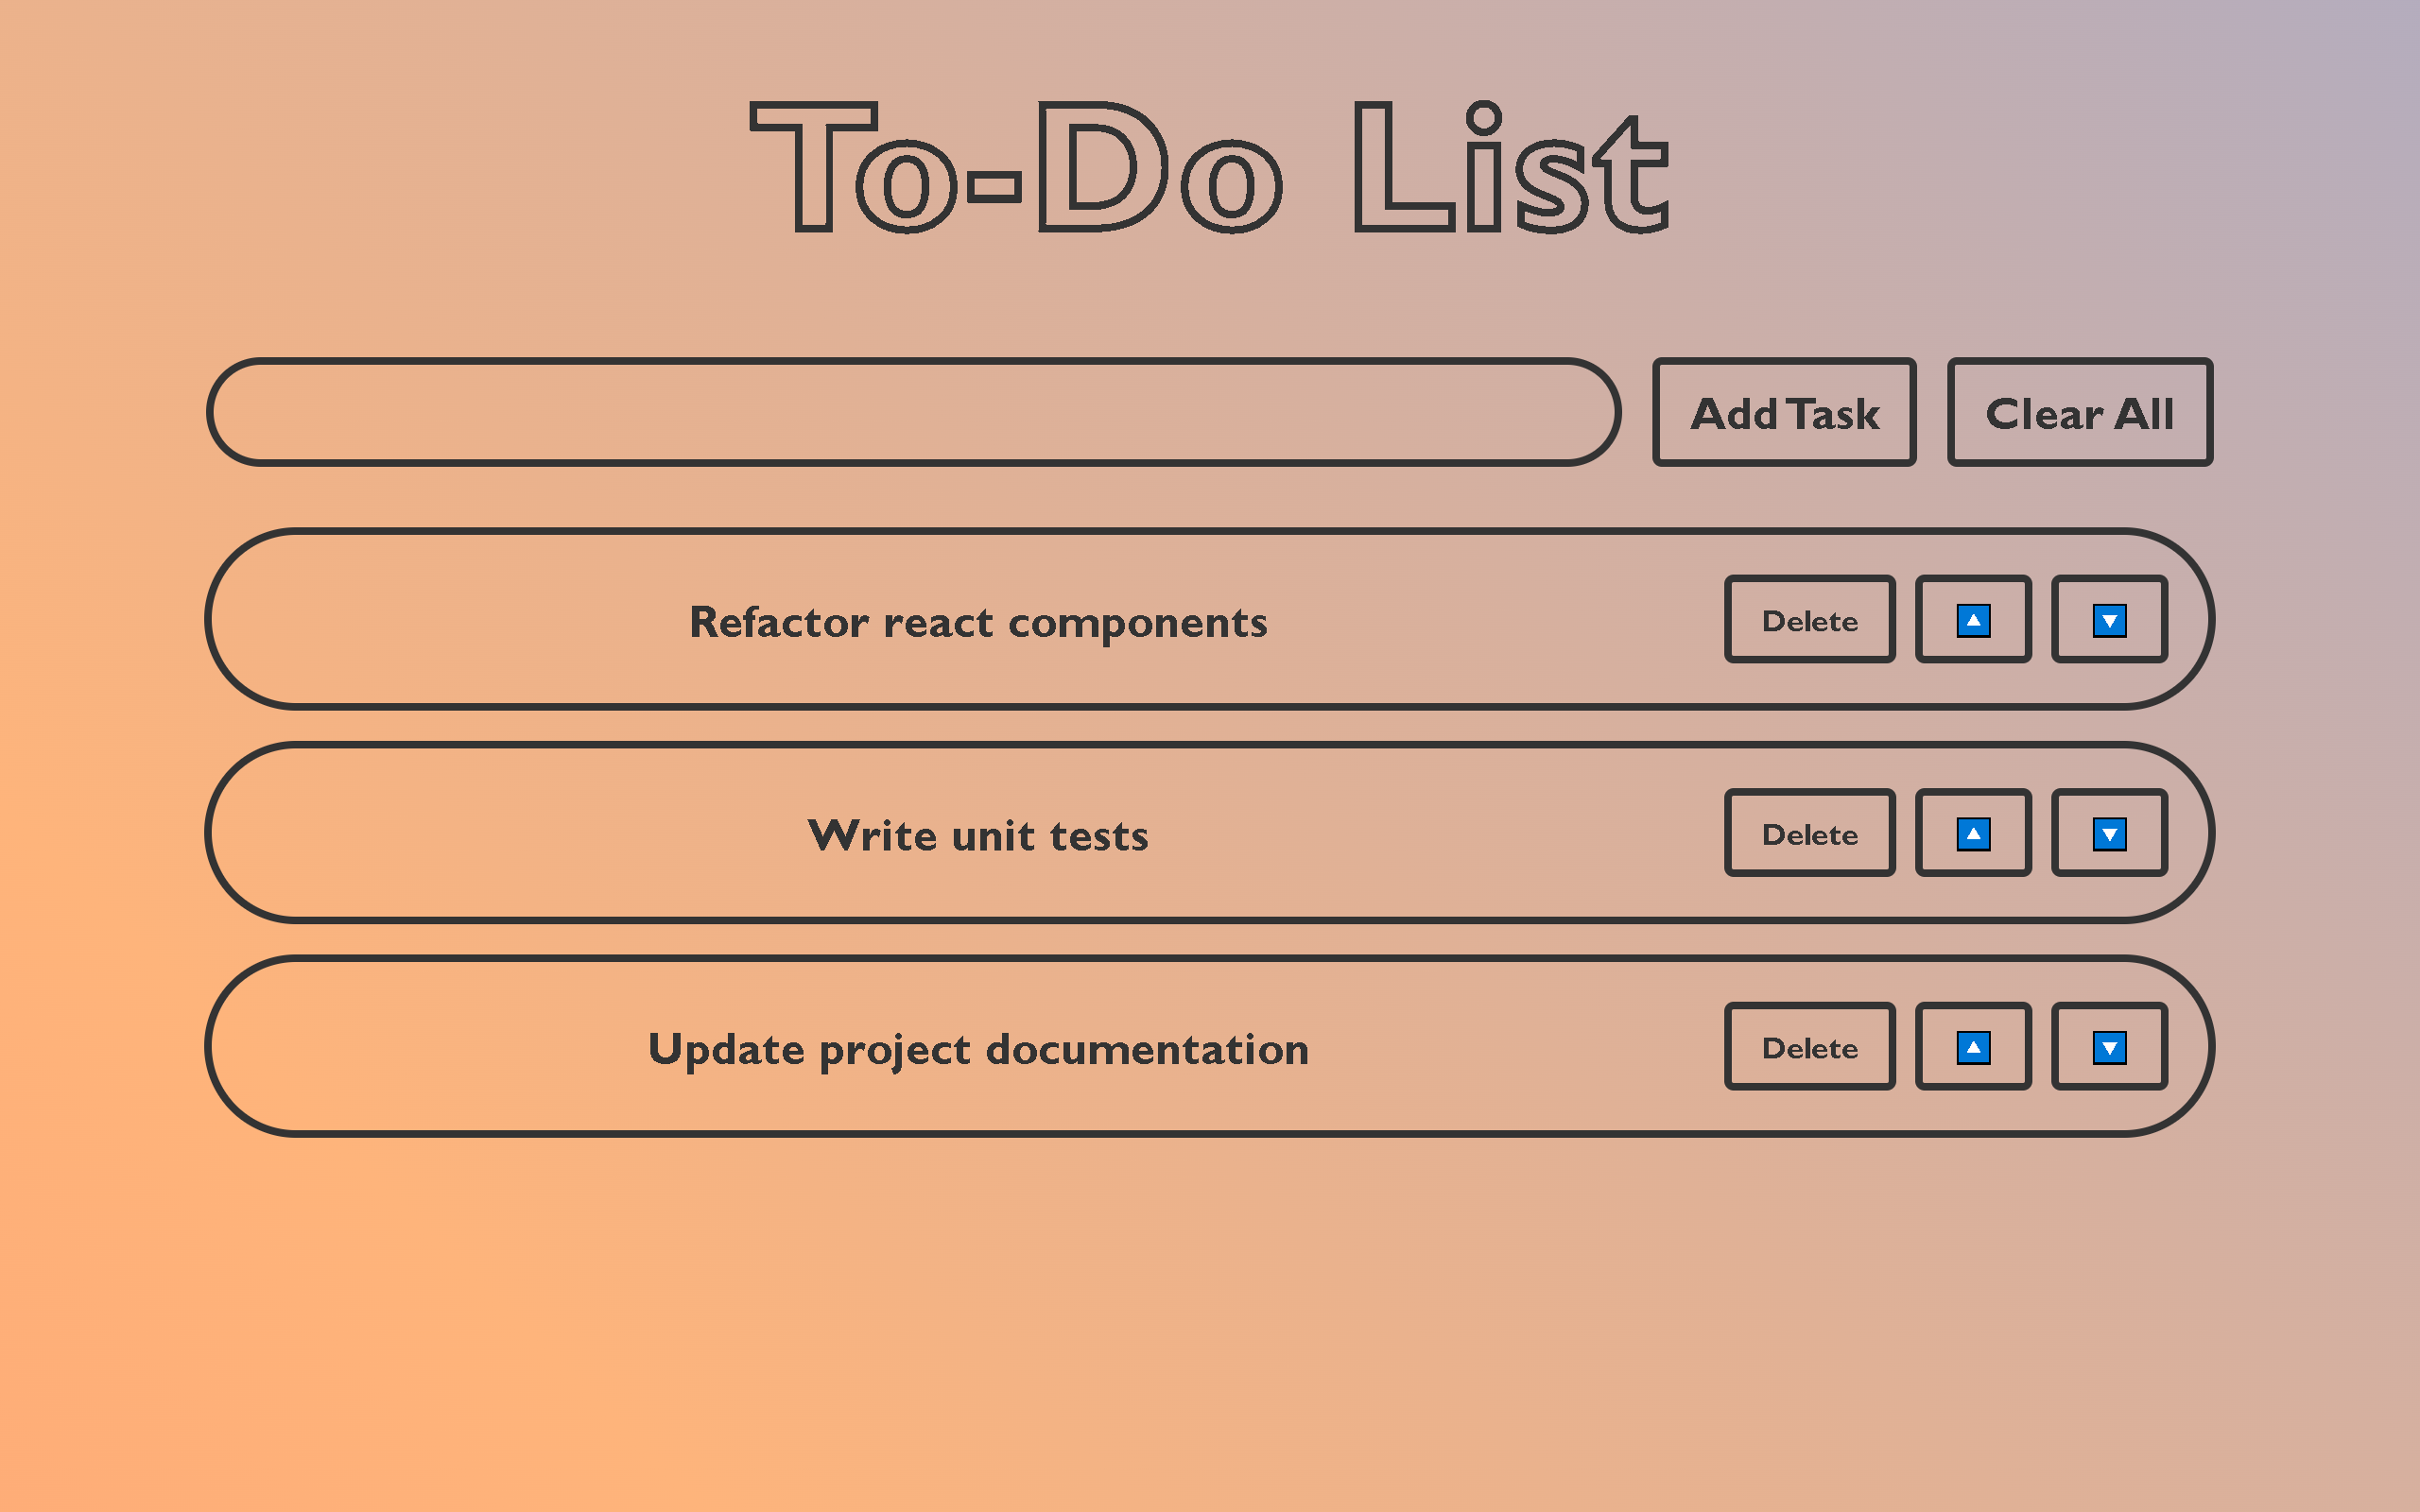 To-Do List
Add Task
Clear All
Refactor react components
Delete
Write unit tests
Delete
Update project documentation
Delete